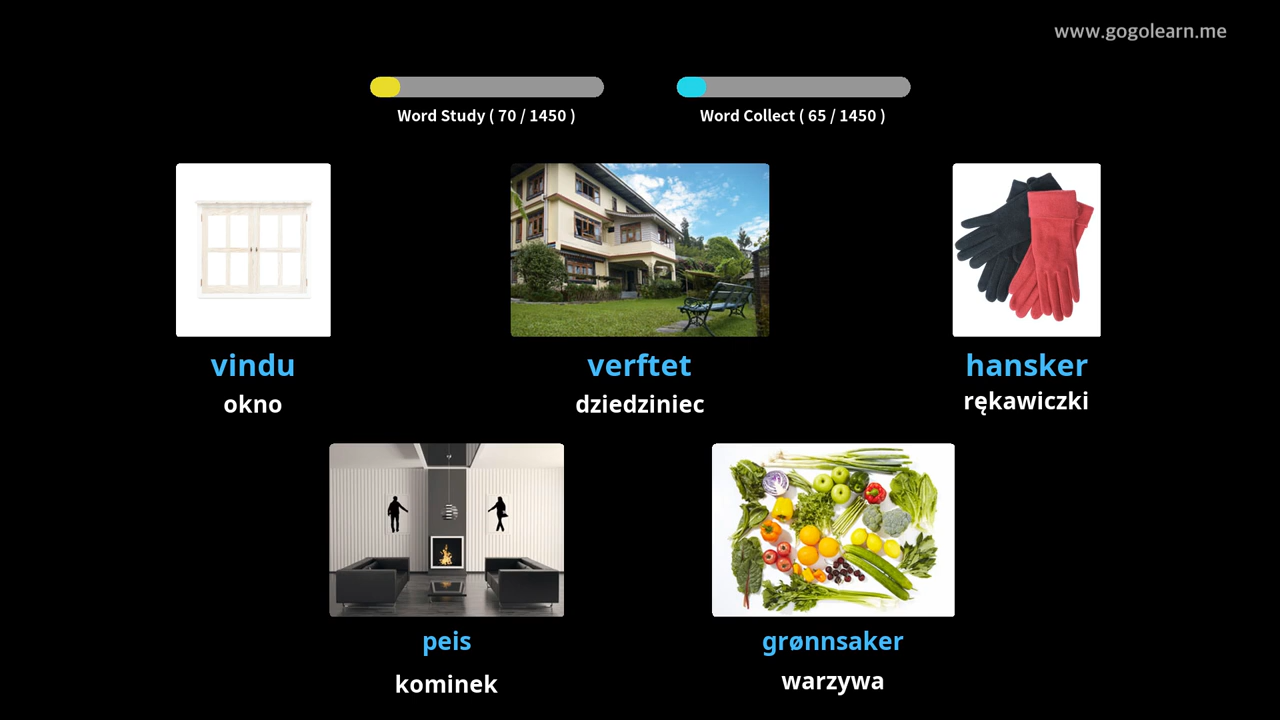 www.gogolearn.me
Word Study ( 70 / 1450 )
Word Collect ( 65 / 1450 )
vindu
verftet
hansker
okno
dziedziniec
rękawiczki
peis
grønnsaker
kominek
warzywa